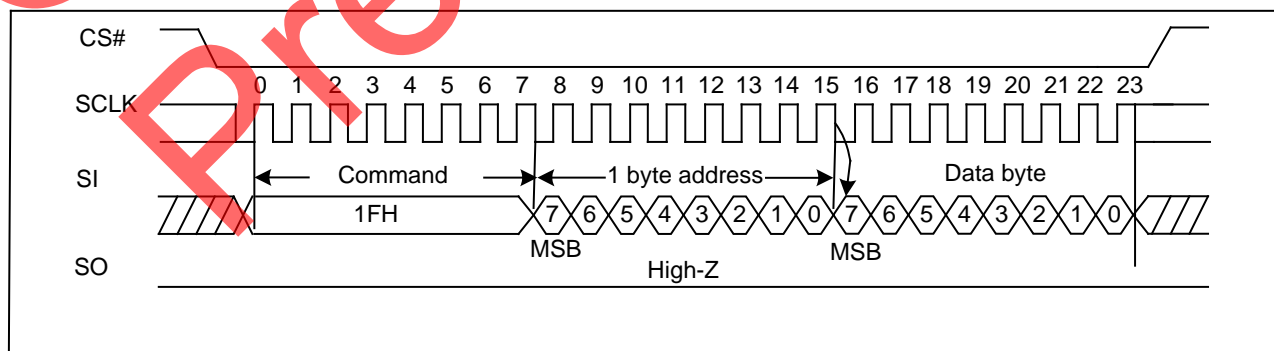 CS#
0 1 2 3 4 5 6 7 8 9 10 11 12 13 14 15 16 17 18 19 20 21 22 23
SCLK
SI Command 1 byte address Data byte
1FH 7 6 5 4 3 2 1 0 7 6 5 4 3 2 1 0
MSB MSB
SO High-Z
Pre